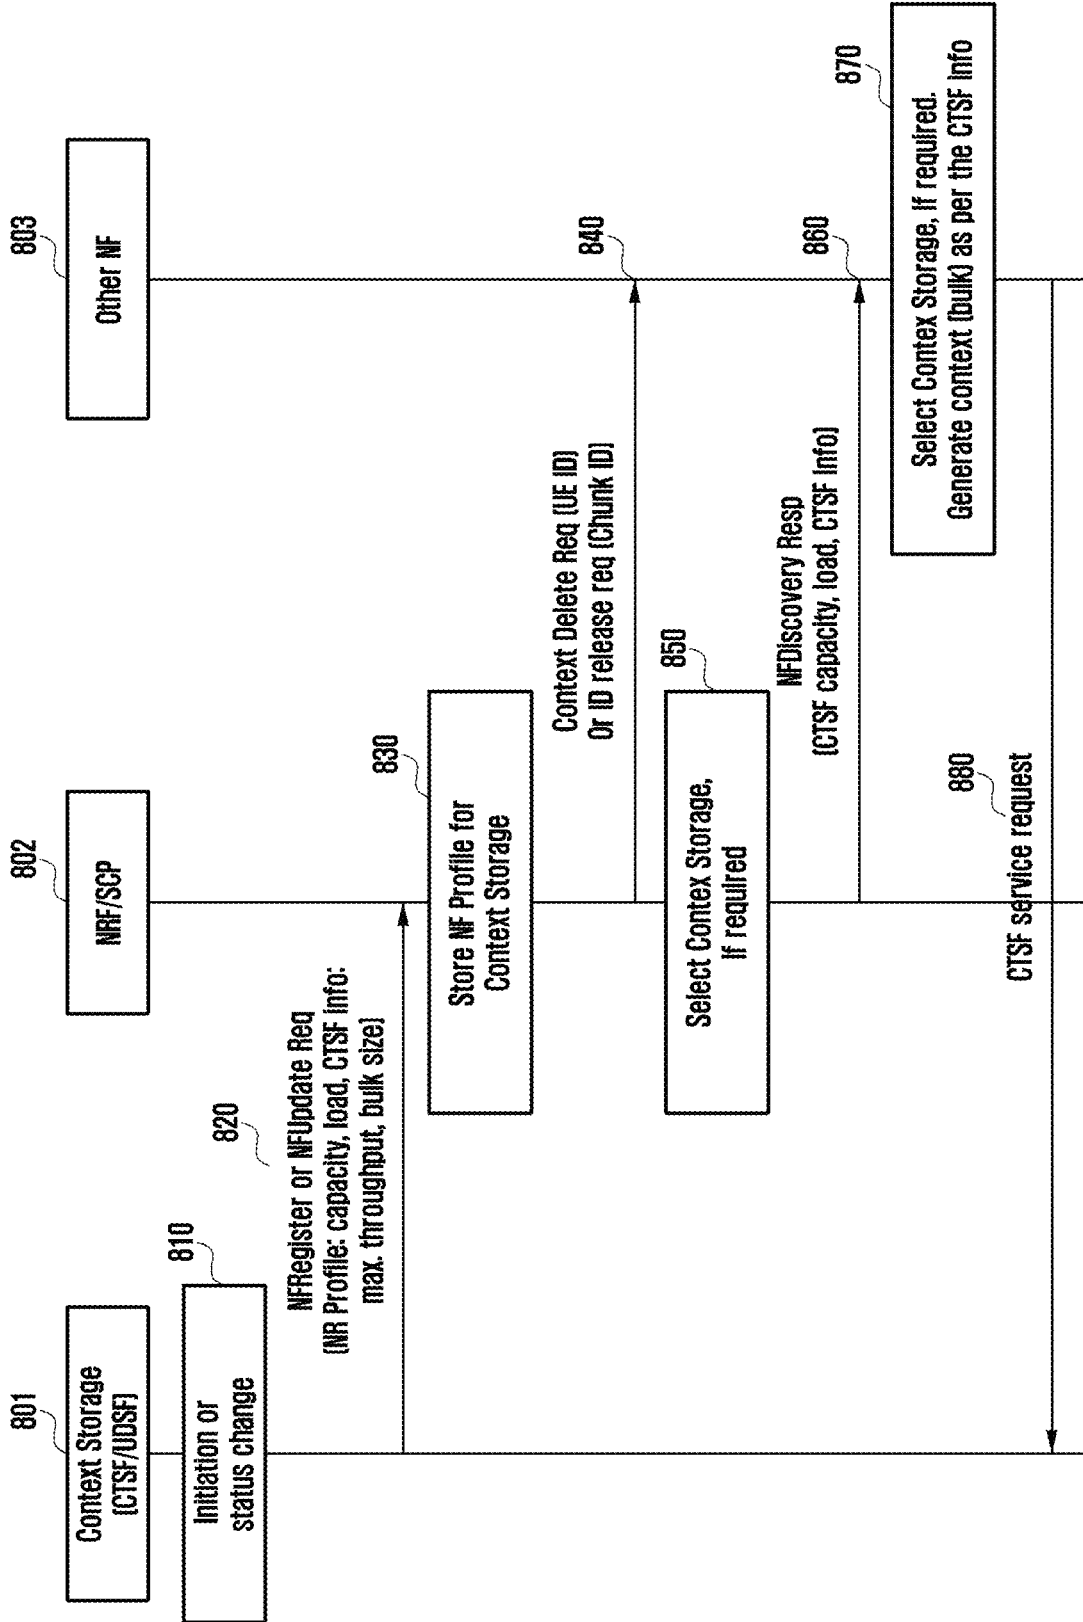 801
Context Storage
(CTSF/UDSF)
802
NRF/SCP
803
Other NF
810
Initiation or
status change
820
NFRegister or NFUpdate Req
(NR Profile: capacity, load, CTSF info:
max. throughput, bulk size)
830
Store NF Profile for
Context Storage
Context Delete Req (UE ID)
Or ID release req (Chunk ID)
840
850
Select Contex Storage,
If required
NFDiscovery Resp
(CTSF capacity, load, CTSF Info)
860
870
Select Contex Storage, If required.
Generate context (bulk) as per the CTSF Info
880
CTSF service request